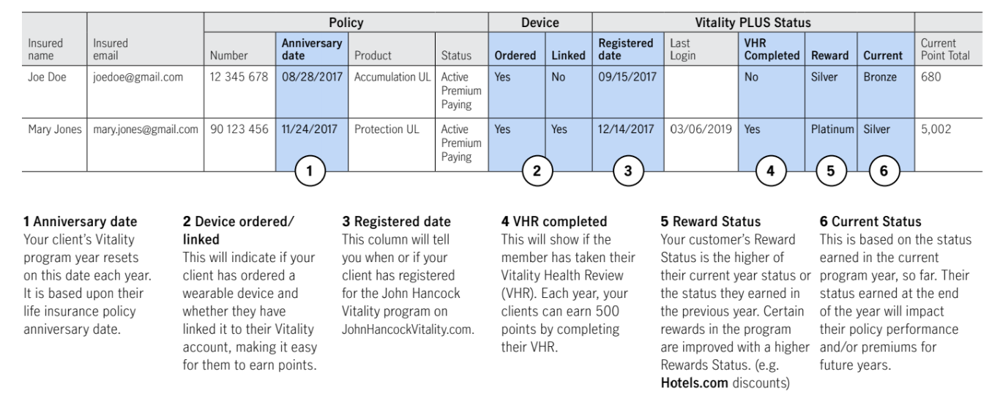 Policy Device Vitality PLUS Status
Insured name Insured email Number Anniversary date Product Status Ordered Linked Registered date Last Login VHR Completed Reward Current Current Point Total
Joe Doe joedoe@gmail.com 12 345 678 08/28/2017 Accumulation UL Active Premium Paying Yes No 09/15/2017 No Silver Bronze 680
Mary Jones mary.jones@gmail.com 90 123 456 11/24/2017 Protection UL Active Premium Paying Yes Yes 12/14/2017 03/06/2019 Yes Platinum Silver 5,002
1 2 3 4 5 6
1 Anniversary date
Your client's Vitality
program year resets
on this date each year.
It is based upon their
life insurance policy
anniversary date.
2 Device ordered/
linked
This will indicate if your
client has ordered a
wearable device and
whether they have
linked it to their Vitality
account, making it easy
for them to earn points.
3 Registered date
This column will tell
you when or if your
client has registered
for the John Hancock
Vitality program on
JohnHancockVitality.com.
4 VHR completed
This will show if the
member has taken their
Vitality Health Review
(VHR). Each year, your
clients can earn 500
points by completing
their VHR.
5 Reward Status
Your customer's Reward
Status is the higher of
their current year status or
the status they earned in
the previous year. Certain
rewards in the program
are improved with a higher
Rewards Status. (e.g.
Hotels.com discounts)
6 Current Status
This is based on the status
earned in the current
program year, so far. Their
status earned at the end
of the year will impact
their policy performance
and/or premiums for
future years.